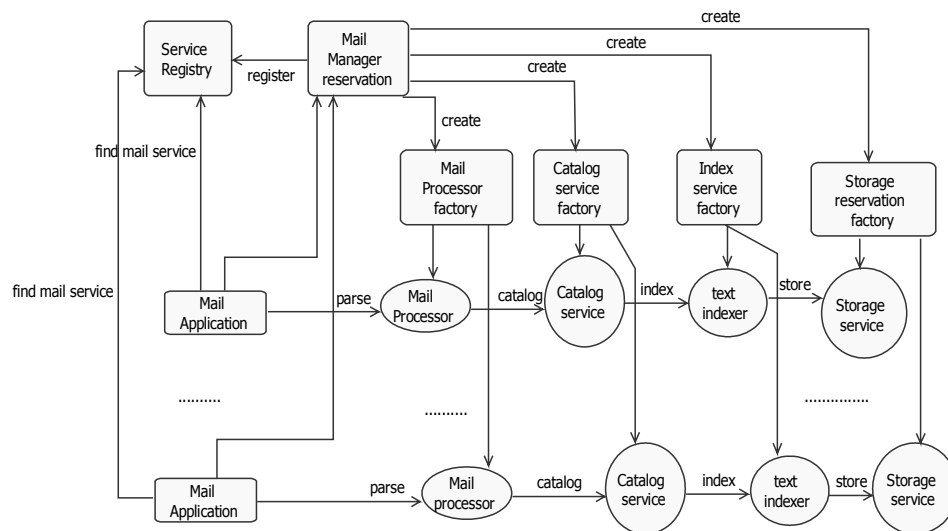 create
create
create
create
Service
Registry
register
Mail
Manager
reservation
find mail service
Mail
Processor
factory
Catalog
service
factory
Index
service
factory
Storage
reservation
factory
find mail service
Mail
Application
parse
Mail
Processor
catalog
Catalog
service
index
text
indexer
store
Storage
service
..........
..........
...............
Mail
Application
parse
Mail
processor
catalog
Catalog
service
index
text
indexer
store
Storage
service